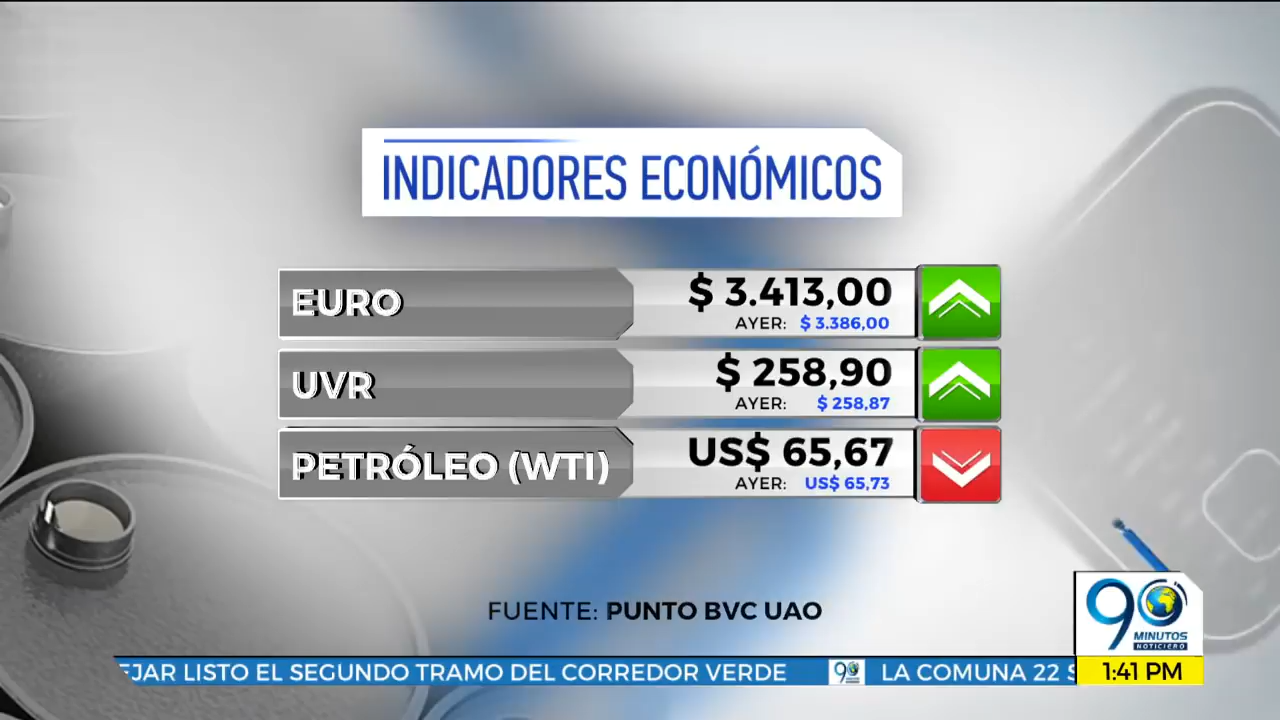 INDICADORES ECONÓMICOS
EURO
$ 3.413,00
AYER: $ 3.386,00
UVR
$ 258,90
AYER: $ 258,87
PETRÓLEO (WTI)
US$ 65,67
AYER: US$ 65,73
FUENTE: PUNTO BVC UAO
90
MINUTOS
NOTICIERO
EJAR LISTO EL SEGUNDO TRAMO DEL CORREDOR VERDE 90 LA COMUNA 22 S
1:41 PM